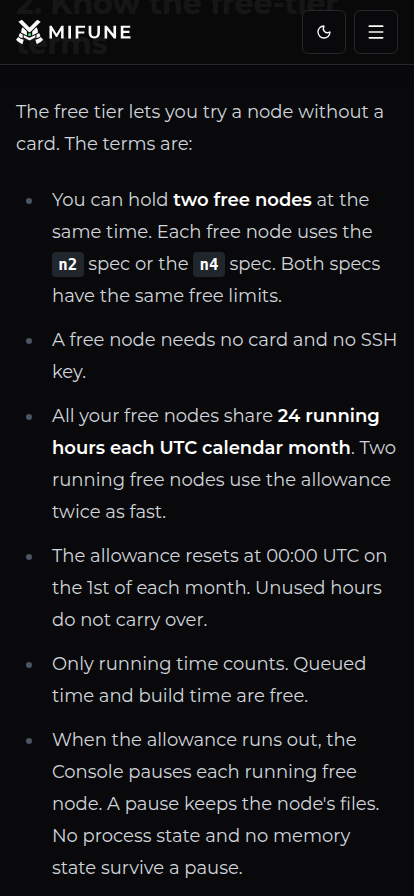 2. Know the free-tier
terms
MIFUNE
The free tier lets you try a node without a
card. The terms are:
You can hold two free nodes at the
same time. Each free node uses the
n2 spec or the n4 spec. Both specs
have the same free limits.
A free node needs no card and no SSH
key.
All your free nodes share 24 running
hours each UTC calendar month. Two
running free nodes use the allowance
twice as fast.
The allowance resets at 00:00 UTC on
the 1st of each month. Unused hours
do not carry over.
Only running time counts. Queued
time and build time are free.
When the allowance runs out, the
Console pauses each running free
node. A pause keeps the node's files.
No process state and no memory
state survive a pause.